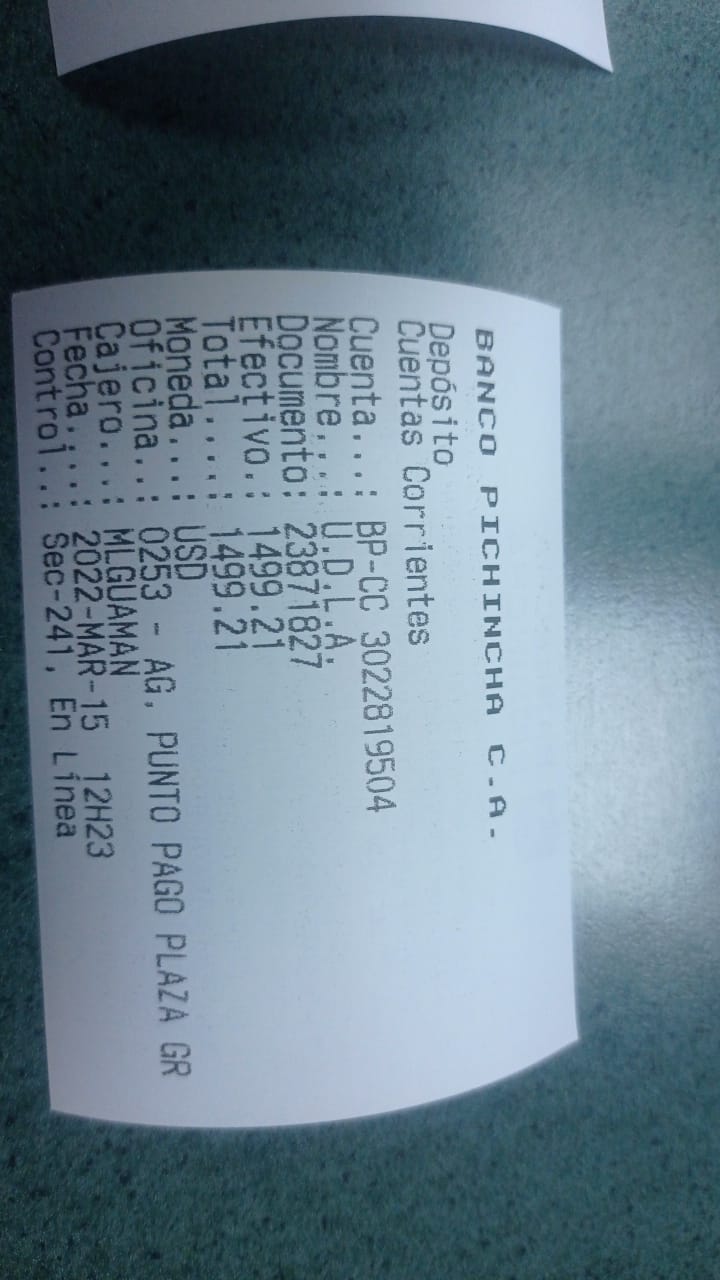 BANCO PICHINCHA C.A.
Depósito
Cuentas Corrientes
Cuenta...: BP-CC 3022819504
Nombre...: U.D.L.A.
Documento: 23871827
Efectivo.: 1499.21
Total....: 1499.21
Moneda...: USD
Oficina..: 0253 - AG. PUNTO PAGO PLAZA GR
Cajero...: MLGUAMAN
Fecha....: 2022-MAR-15 12H23
Control..: Sec-241, En Línea